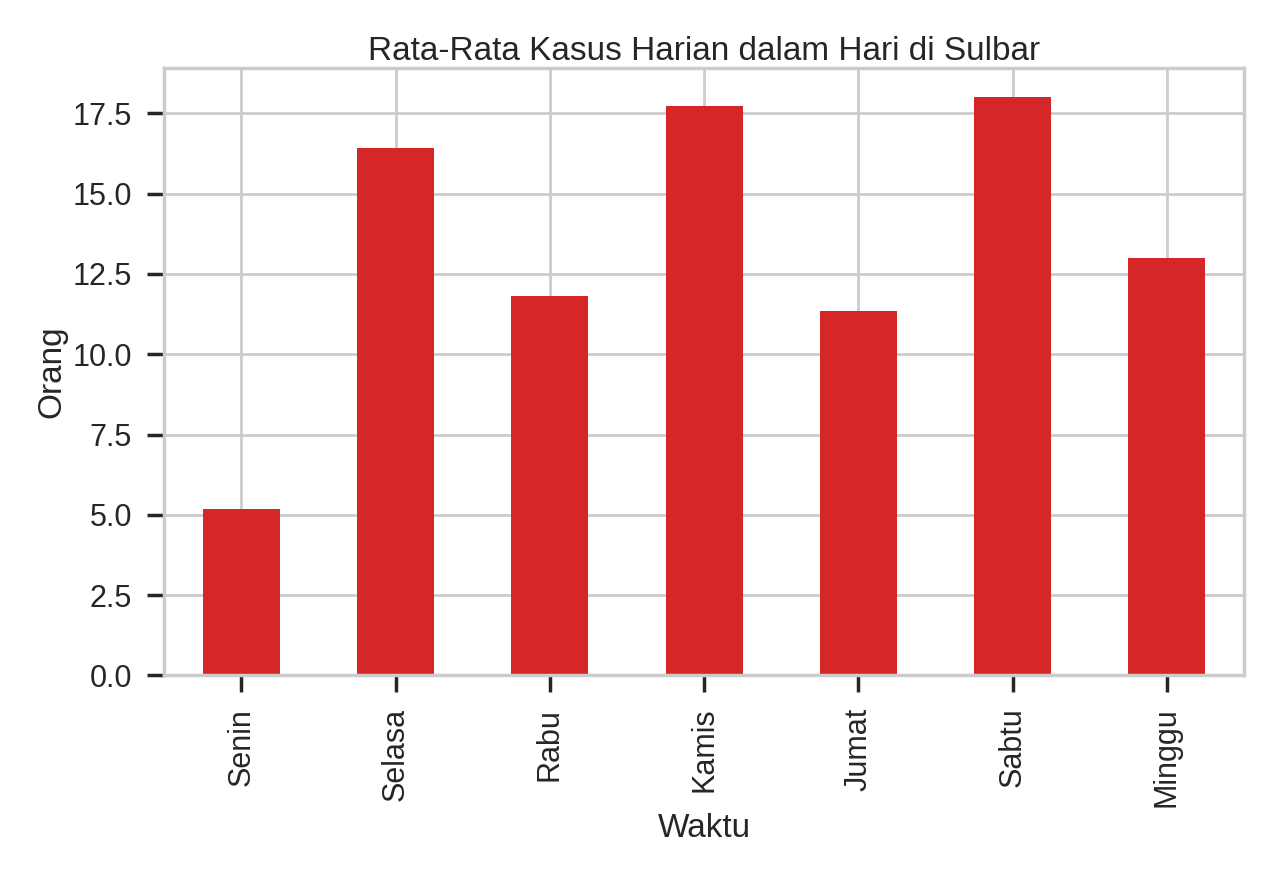 Rata-Rata Kasus Harian dalam Hari di Sulbar
Orang
17.5
15.0
12.5
10.0
7.5
5.0
2.5
0.0
Senin
Selasa
Rabu
Kamis
Jumat
Sabtu
Minggu
Waktu